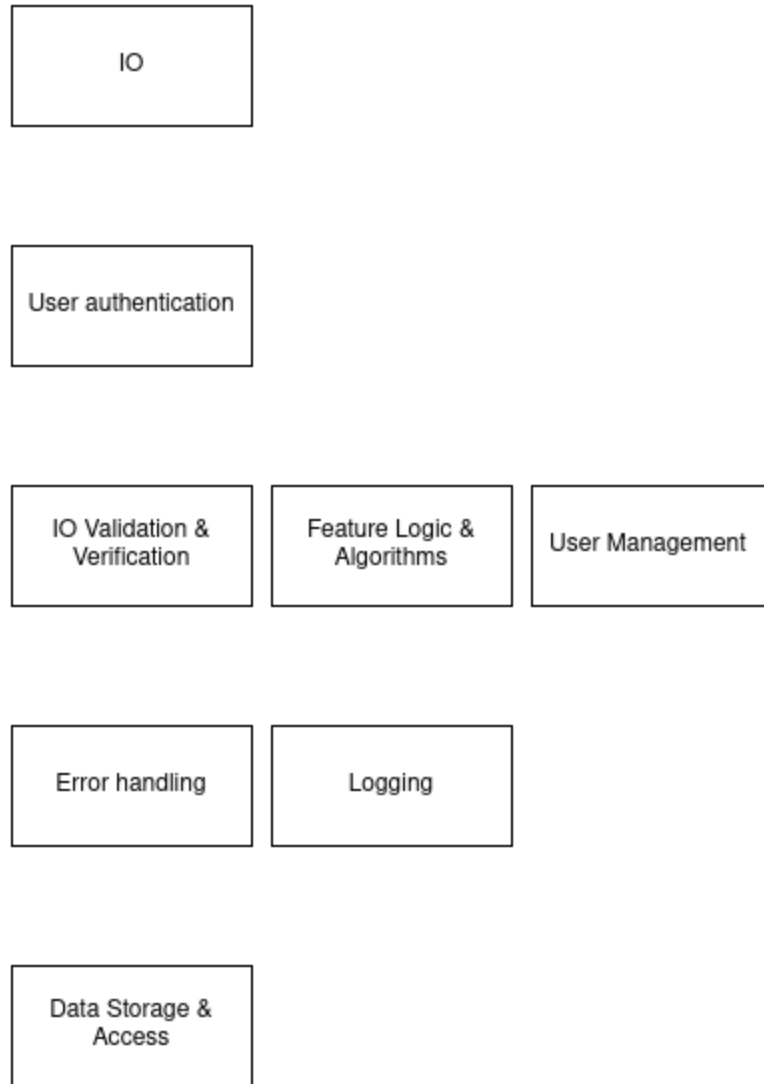 IO
User authentication
IO Validation &
Verification
Feature Logic &
Algorithms
User Management
Error handling
Logging
Data Storage &
Access